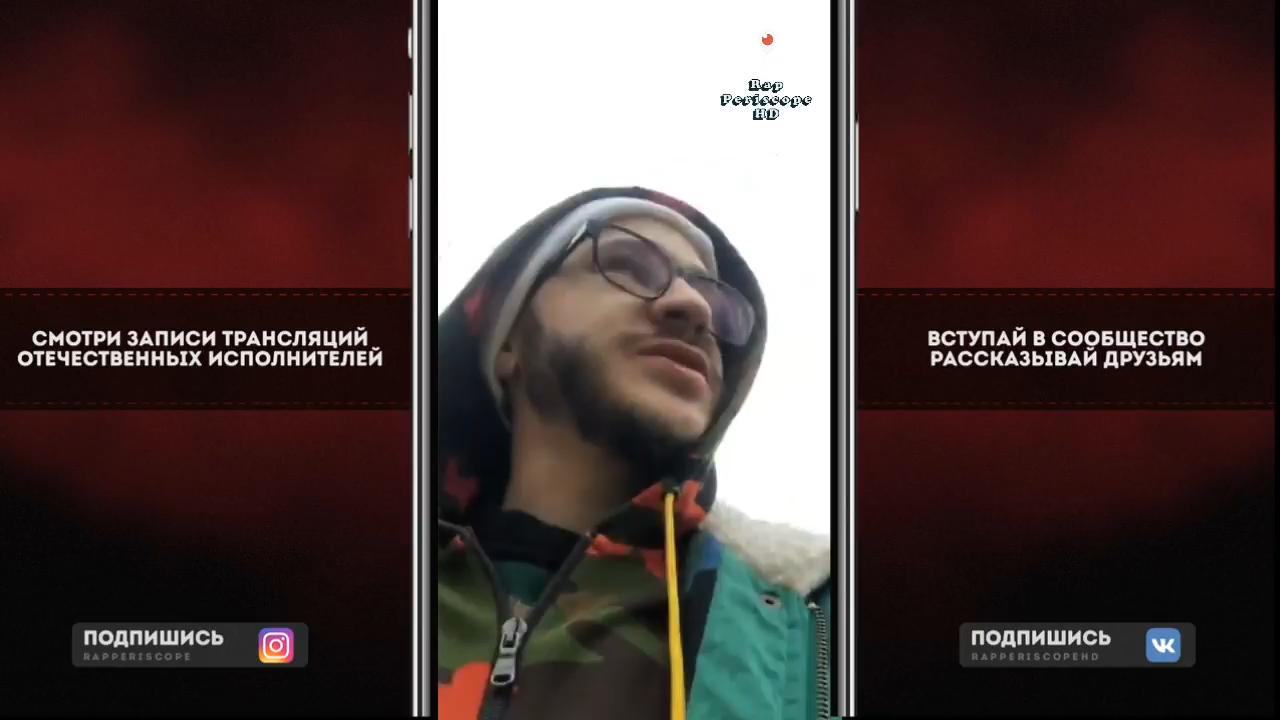 Rap
Periscope
HD
СМОТРИ ЗАПИСИ ТРАНСЛЯЦИЙ
ОТЕЧЕСТВЕННЫХ ИСПОЛНИТЕЛЕЙ
ВСТУПАЙ В СООБЩЕСТВО
РАССКАЗЫВАЙ ДРУЗЬЯМ
ПОДПИШИСЬ
RAPPERISCOPE
ПОДПИШИСЬ
RAPPERISCOPEHD